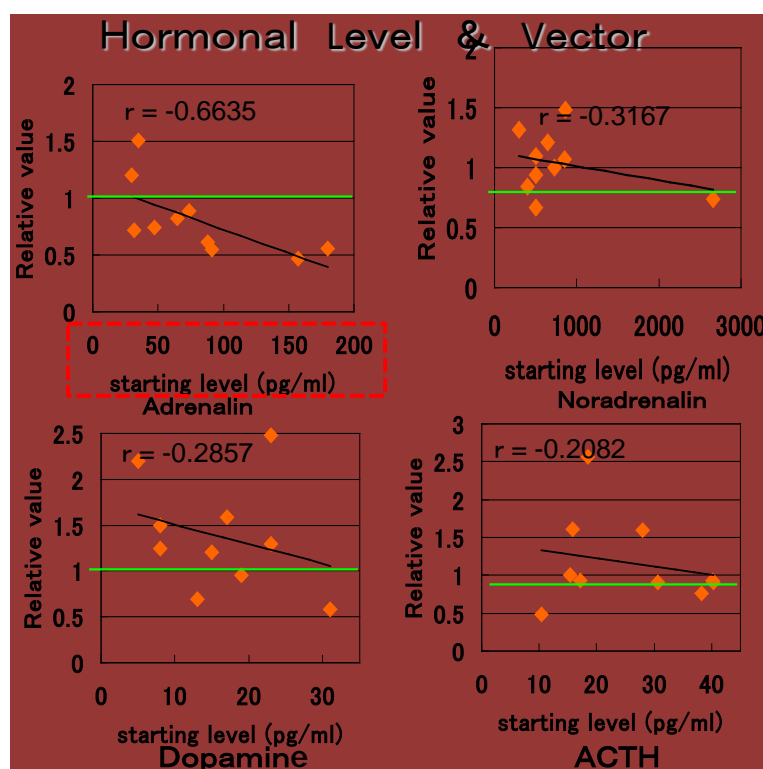 Hormonal Level & Vector
r = -0.6635
Relative value
2
1.5
1
0.5
0
0 50 100 150 200
starting level (pg/ml)
Adrenalin
r = -0.3167
Relative value
2
1.5
1
0.5
0
0 1000 2000 3000
starting level (pg/ml)
Noradrenalin
r = -0.2857
Relative value
2.5
2
1.5
1
0.5
0
0 10 20 30
starting level (pg/ml)
Dopamine
r = -0.2082
Relative value
3
2.5
2
1.5
1
0.5
0
0 10 20 30 40
starting level (pg/ml)
ACTH